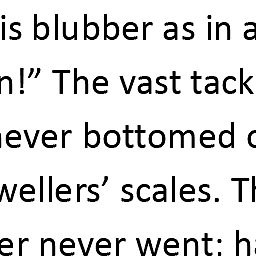 is blubber as in a
n!” The vast tack
never bottomed
wellers’ scales. Th
er never went: ha